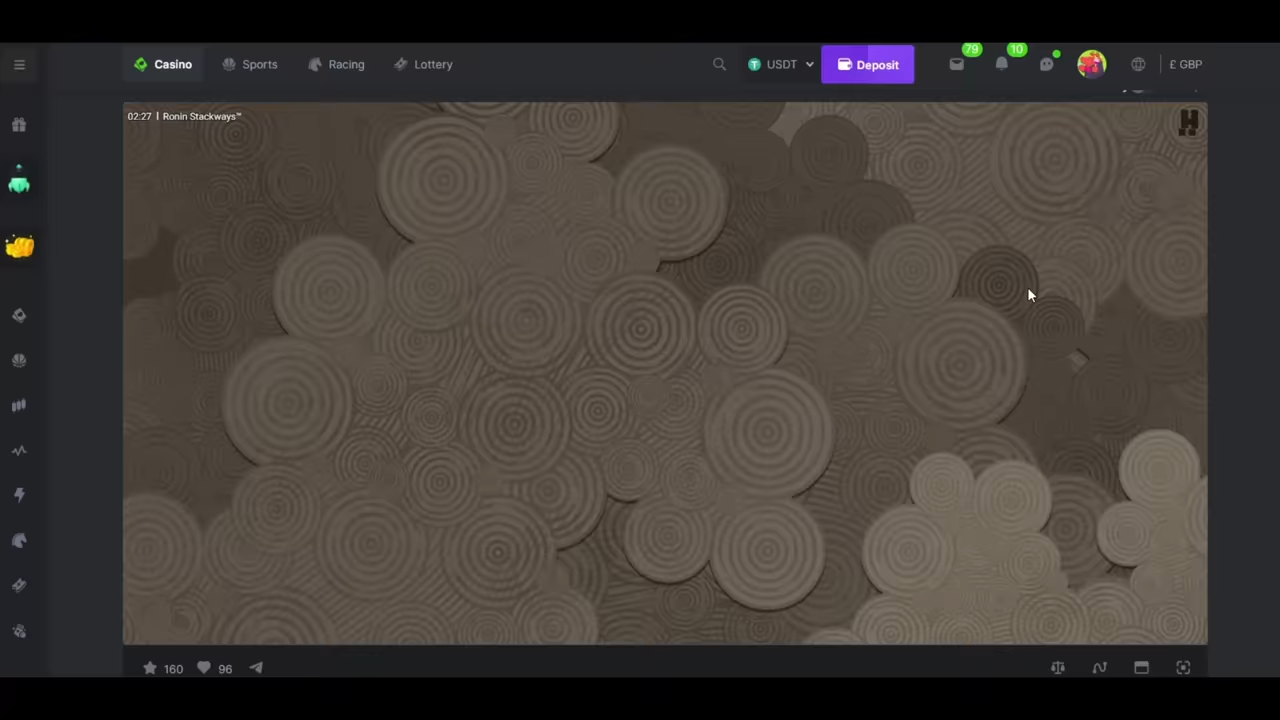 Casino
Sports
Racing
Lottery
USDT
Deposit
79
10
£ GBP
02:27 | Ronin Stackways™
160
96